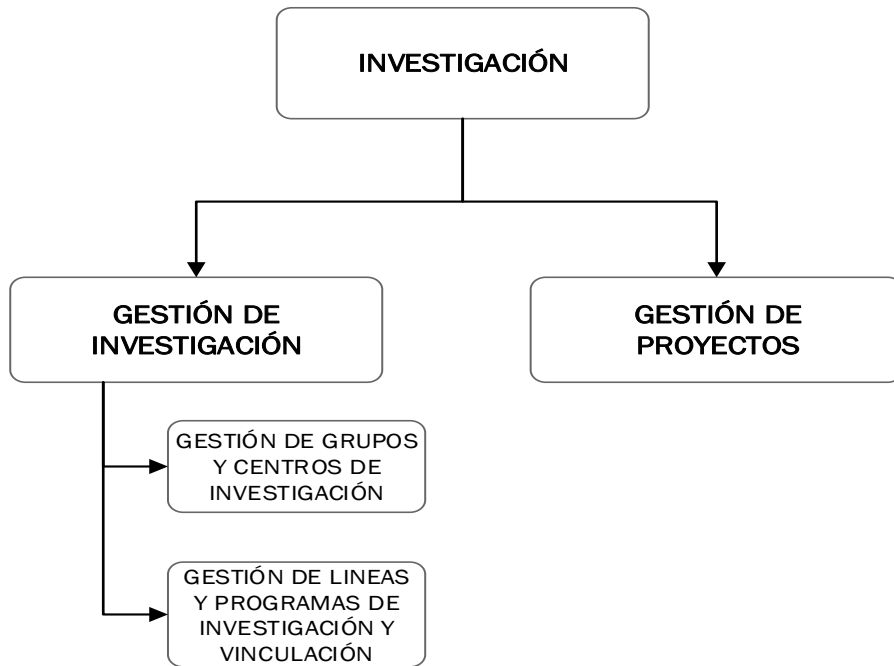 INVESTIGACIÓN
GESTIÓN DE
INVESTIGACIÓN
GESTIÓN DE
PROYECTOS
GESTIÓN DE GRUPOS
Y CENTROS DE
INVESTIGACIÓN
GESTIÓN DE LINEAS
Y PROGRAMAS DE
INVESTIGACIÓN Y
VINCULACIÓN